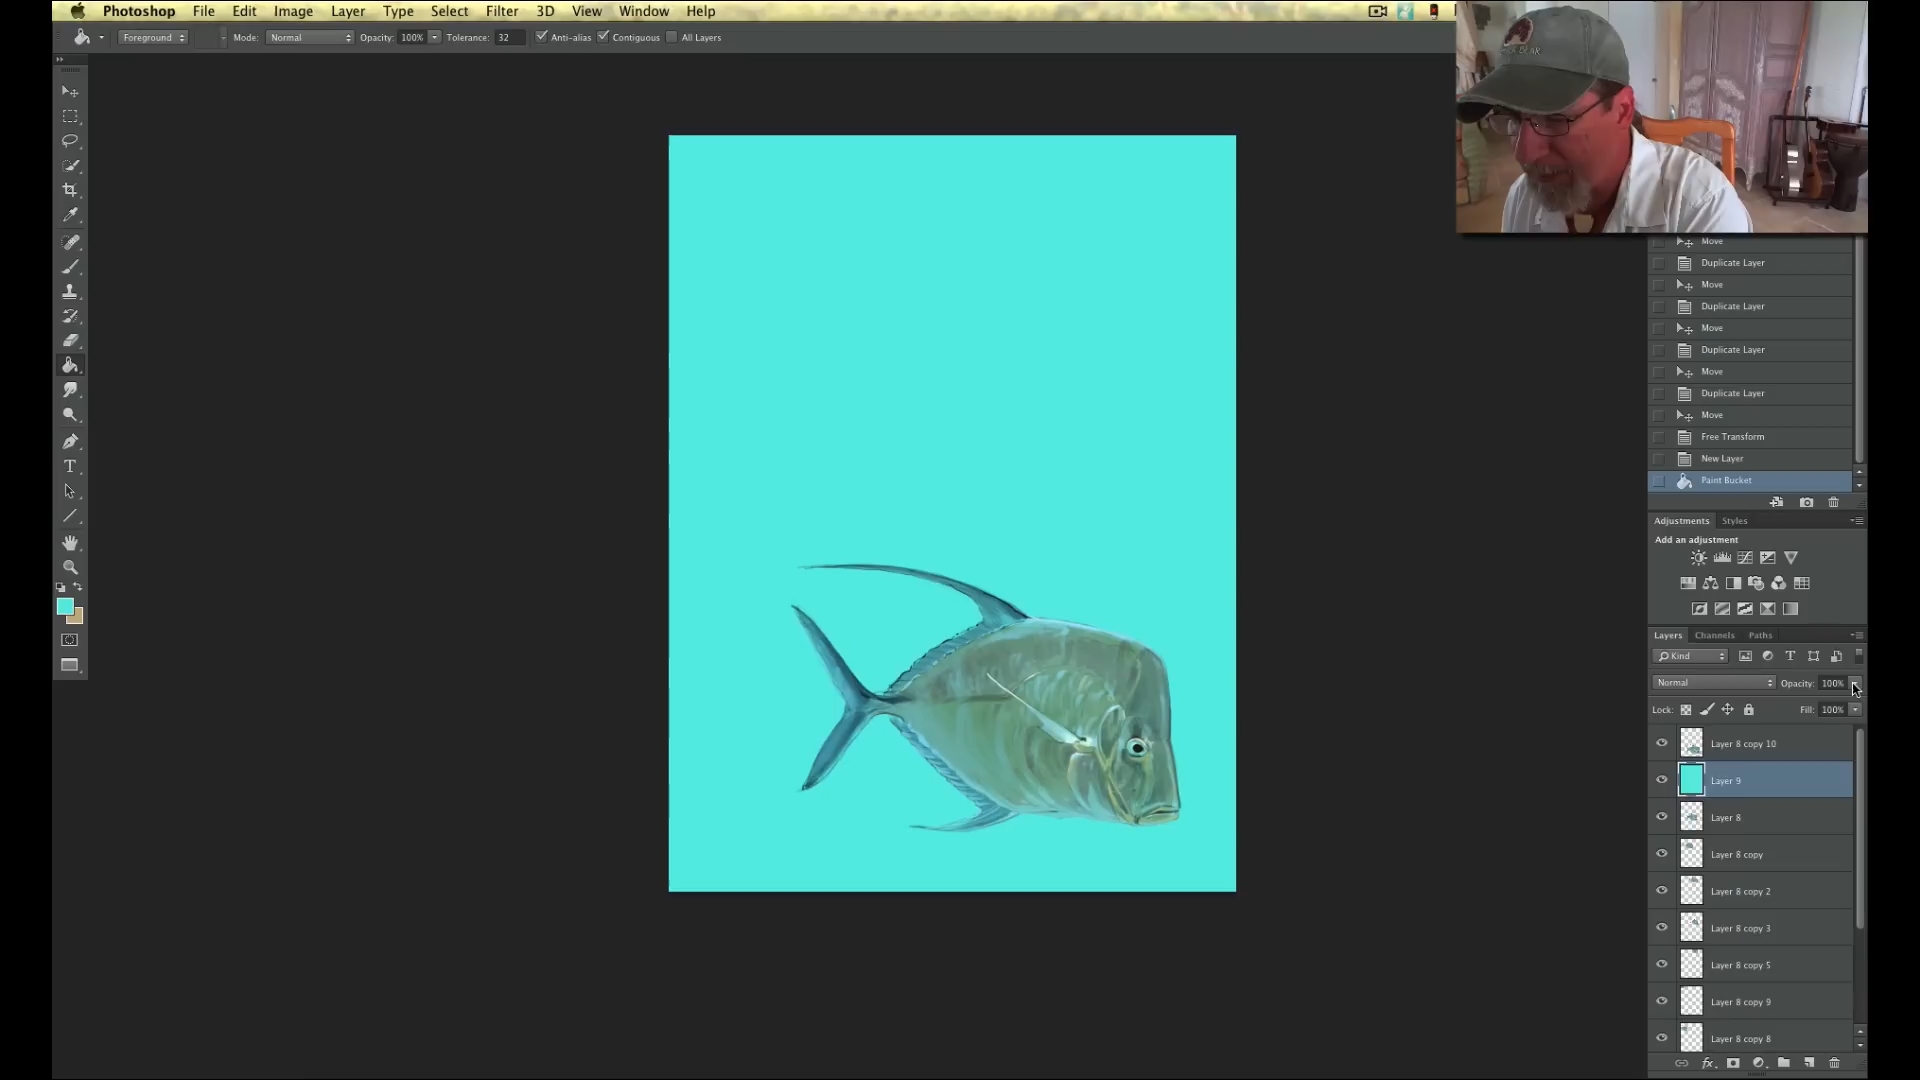 Photoshop File Edit Image Layer Type Select Filter 3D View Window Help
Foreground Mode: Normal Opacity: 100% Tolerance: 32 Anti-alias Contiguous All Layers
Move
Duplicate Layer
Move
Duplicate Layer
Move
Duplicate Layer
Move
Duplicate Layer
Move
Free Transform
New Layer
Paint Bucket
Adjustments Styles
Add an adjustment
Layers Channels Paths
Kind
Normal Opacity: 100%
Lock: Fill: 100%
Layer 8 copy 10
Layer 9
Layer 8
Layer 8 copy
Layer 8 copy 2
Layer 8 copy 3
Layer 8 copy 5
Layer 8 copy 9
Layer 8 copy 8